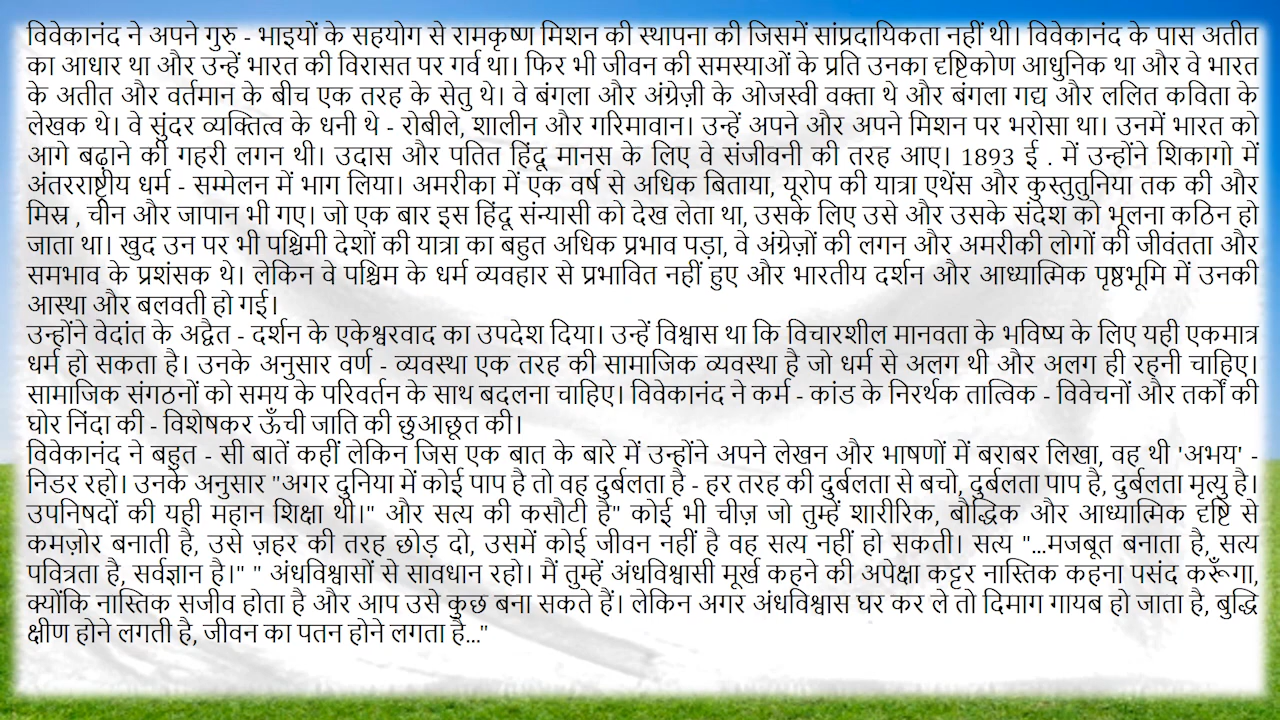 विवेकानंद ने अपने गुरु - भाइयों के सहयोग से रामकृष्ण मिशन की स्थापना की जिसमें सांप्रदायिकता नहीं थी। विवेकानंद के पास अतीत
का आधार था और उन्हें भारत की विरासत पर गर्व था। फिर भी जीवन की समस्याओं के प्रति उनका दृष्टिकोण आधुनिक था और वे भारत
के अतीत और वर्तमान के बीच एक तरह के सेतु थे। वे बंगला और अंग्रेज़ी के ओजस्वी वक्ता थे और बंगला गद्य और ललित कविता के
लेखक थे। वे सुंदर व्यक्तित्व के धनी थे - रोबीले, शालीन और गरिमावान। उन्हें अपने और अपने मिशन पर भरोसा था। उनमें भारत को
आगे बढ़ाने की गहरी लगन थी। उदास और पतित हिंदू मानस के लिए वे संजीवनी की तरह आए। 1893 ई . में उन्होंने शिकागो में
अंतरराष्ट्रीय धर्म - सम्मेलन में भाग लिया। अमरीका में एक वर्ष से अधिक बिताया, यूरोप की यात्रा एथेंस और कुस्तुतुनिया तक की और
मिस्र , चीन और जापान भी गए। जो एक बार इस हिंदू संन्यासी को देख लेता था, उसके लिए उसे और उसके संदेश को भूलना कठिन हो
जाता था। खुद उन पर भी पश्चिमी देशों की यात्रा का बहुत अधिक प्रभाव पड़ा, वे अंग्रेज़ों की लगन और अमरीकी लोगों की जीवंतता और
समभाव के प्रशंसक थे। लेकिन वे पश्चिम के धर्म व्यवहार से प्रभावित नहीं हुए और भारतीय दर्शन और आध्यात्मिक पृष्ठभूमि में उनकी
आस्था और बलवती हो गई।
उन्होंने वेदांत के अद्वैत - दर्शन के एकेश्वरवाद का उपदेश दिया। उन्हें विश्वास था कि विचारशील मानवता के भविष्य के लिए यही एकमात्र
धर्म हो सकता है। उनके अनुसार वर्ण - व्यवस्था एक तरह की सामाजिक व्यवस्था है जो धर्म से अलग थी और अलग ही रहनी चाहिए।
सामाजिक संगठनों को समय के परिवर्तन के साथ बदलना चाहिए। विवेकानंद ने कर्म - कांड के निरर्थक तात्विक - विवेचनों और तर्कों की
घोर निंदा की - विशेषकर ऊँची जाति की छुआछूत की।
विवेकानंद ने बहुत - सी बातें कहीं लेकिन जिस एक बात के बारे में उन्होंने अपने लेखन और भाषणों में बराबर लिखा, वह थी 'अभय' -
निडर रहो। उनके अनुसार "अगर दुनिया में कोई पाप है तो वह दुर्बलता है - हर तरह की दुर्बलता से बचो, दुर्बलता पाप है, दुर्बलता मृत्यु है।
उपनिषदों की यही महान शिक्षा थी।" और सत्य की कसौटी है" कोई भी चीज़ जो तुम्हें शारीरिक, बौद्धिक और आध्यात्मिक दृष्टि से
कमज़ोर बनाती है, उसे ज़हर की तरह छोड़ दो, उसमें कोई जीवन नहीं है वह सत्य नहीं हो सकती। सत्य "...मजबूत बनाता है, सत्य
पवित्रता है, सर्वज्ञान है।" " अंधविश्वासों से सावधान रहो। मैं तुम्हें अंधविश्वासी मूर्ख कहने की अपेक्षा कट्टर नास्तिक कहना पसंद करूँगा,
क्योंकि नास्तिक सजीव होता है और आप उसे कुछ बना सकते हैं। लेकिन अगर अंधविश्वास घर कर ले तो दिमाग गायब हो जाता है, बुद्धि
क्षीण होने लगती है, जीवन का पतन होने लगता है..."